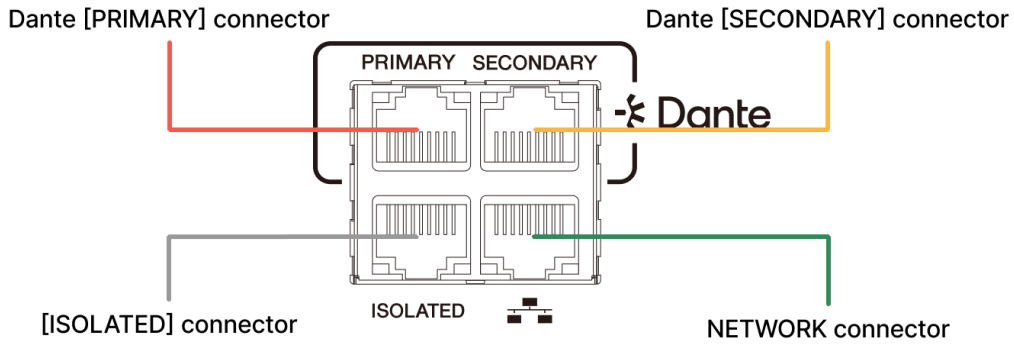 Dante [PRIMARY] connector
Dante [SECONDARY] connector
PRIMARY
SECONDARY
Dante
ISOLATED
[ISOLATED] connector
NETWORK connector